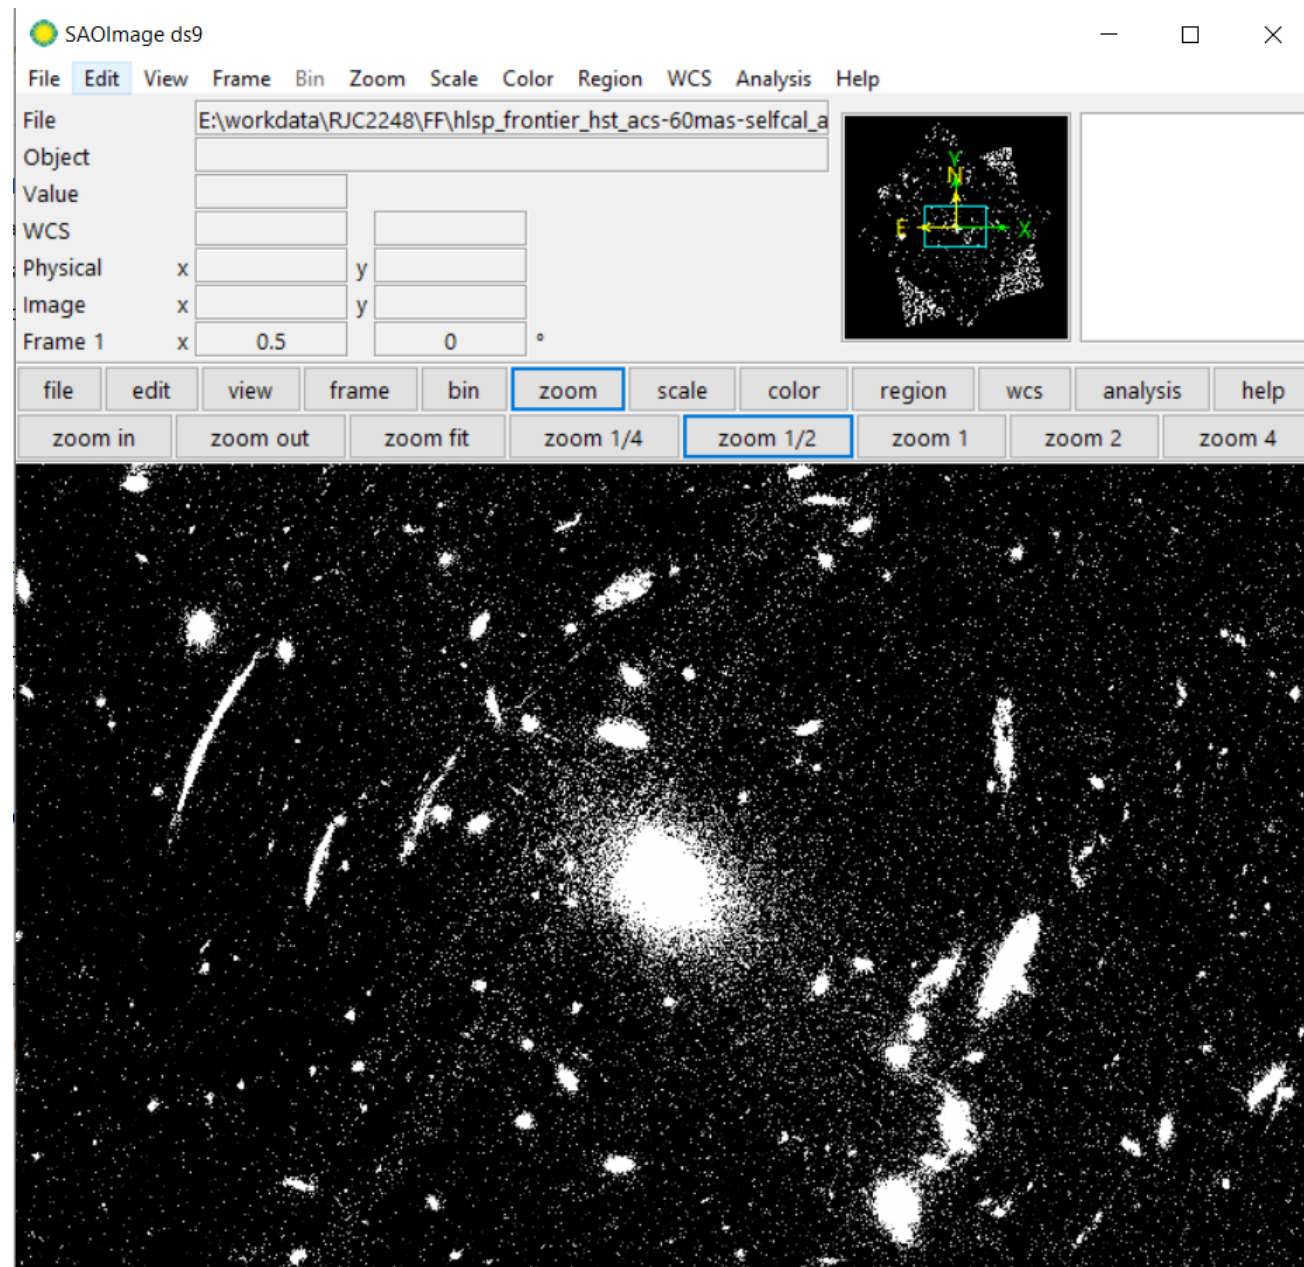 SAOImage ds9
File Edit View Frame Bin Zoom Scale Color Region WCS Analysis Help
File E:\workdata\RJC2248\FF\hlsp_frontier_hst_acs-60mas-selfcal_a
Object
Value
WCS
Physical x y
Image x y
Frame 1 x 0.5 0 °
Y
N
E
X
file edit view frame bin zoom scale color region wcs analysis help
zoom in zoom out zoom fit zoom 1/4 zoom 1/2 zoom 1 zoom 2 zoom 4